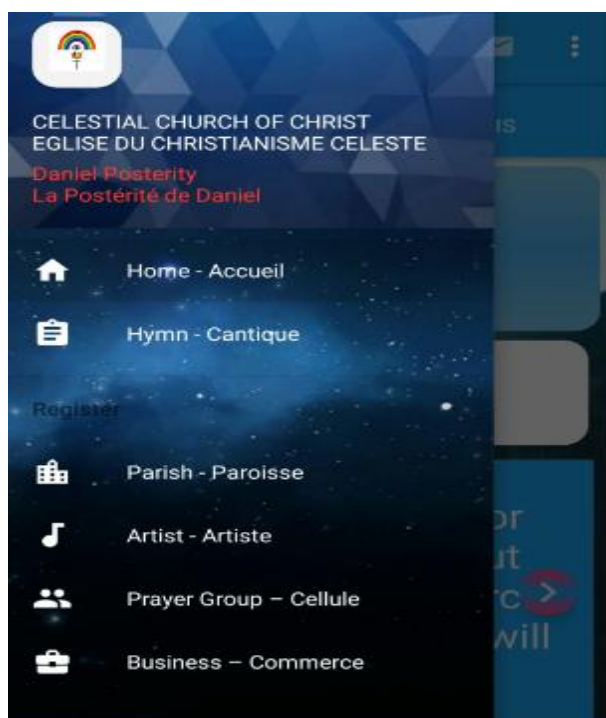 CELESTIAL CHURCH OF CHRIST
EGLISE DU CHRISTIANISME CELESTE
Daniel Posterity
La Postérité de Daniel
Home - Accueil
Hymn - Cantique
Register
Parish - Paroisse
Artist - Artiste
Prayer Group – Cellule
Business – Commerce
will